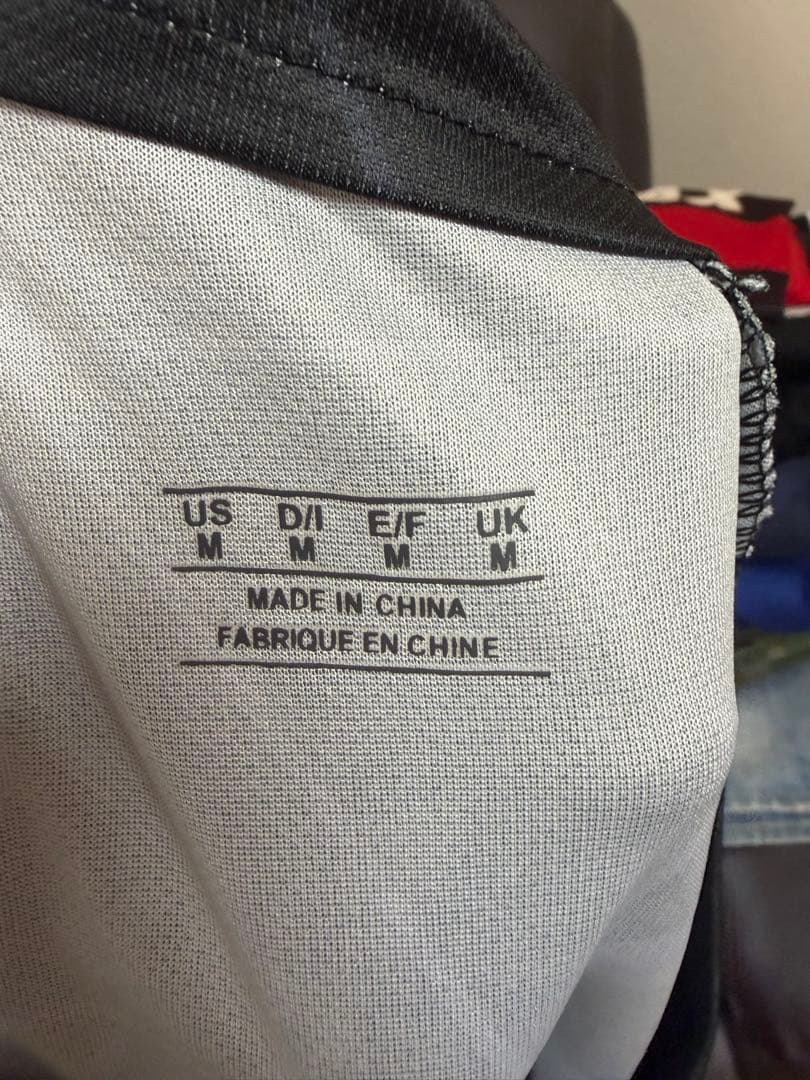 US D/I E/F UK
M M M M
MADE IN CHINA
FABRIQUE EN CHINE